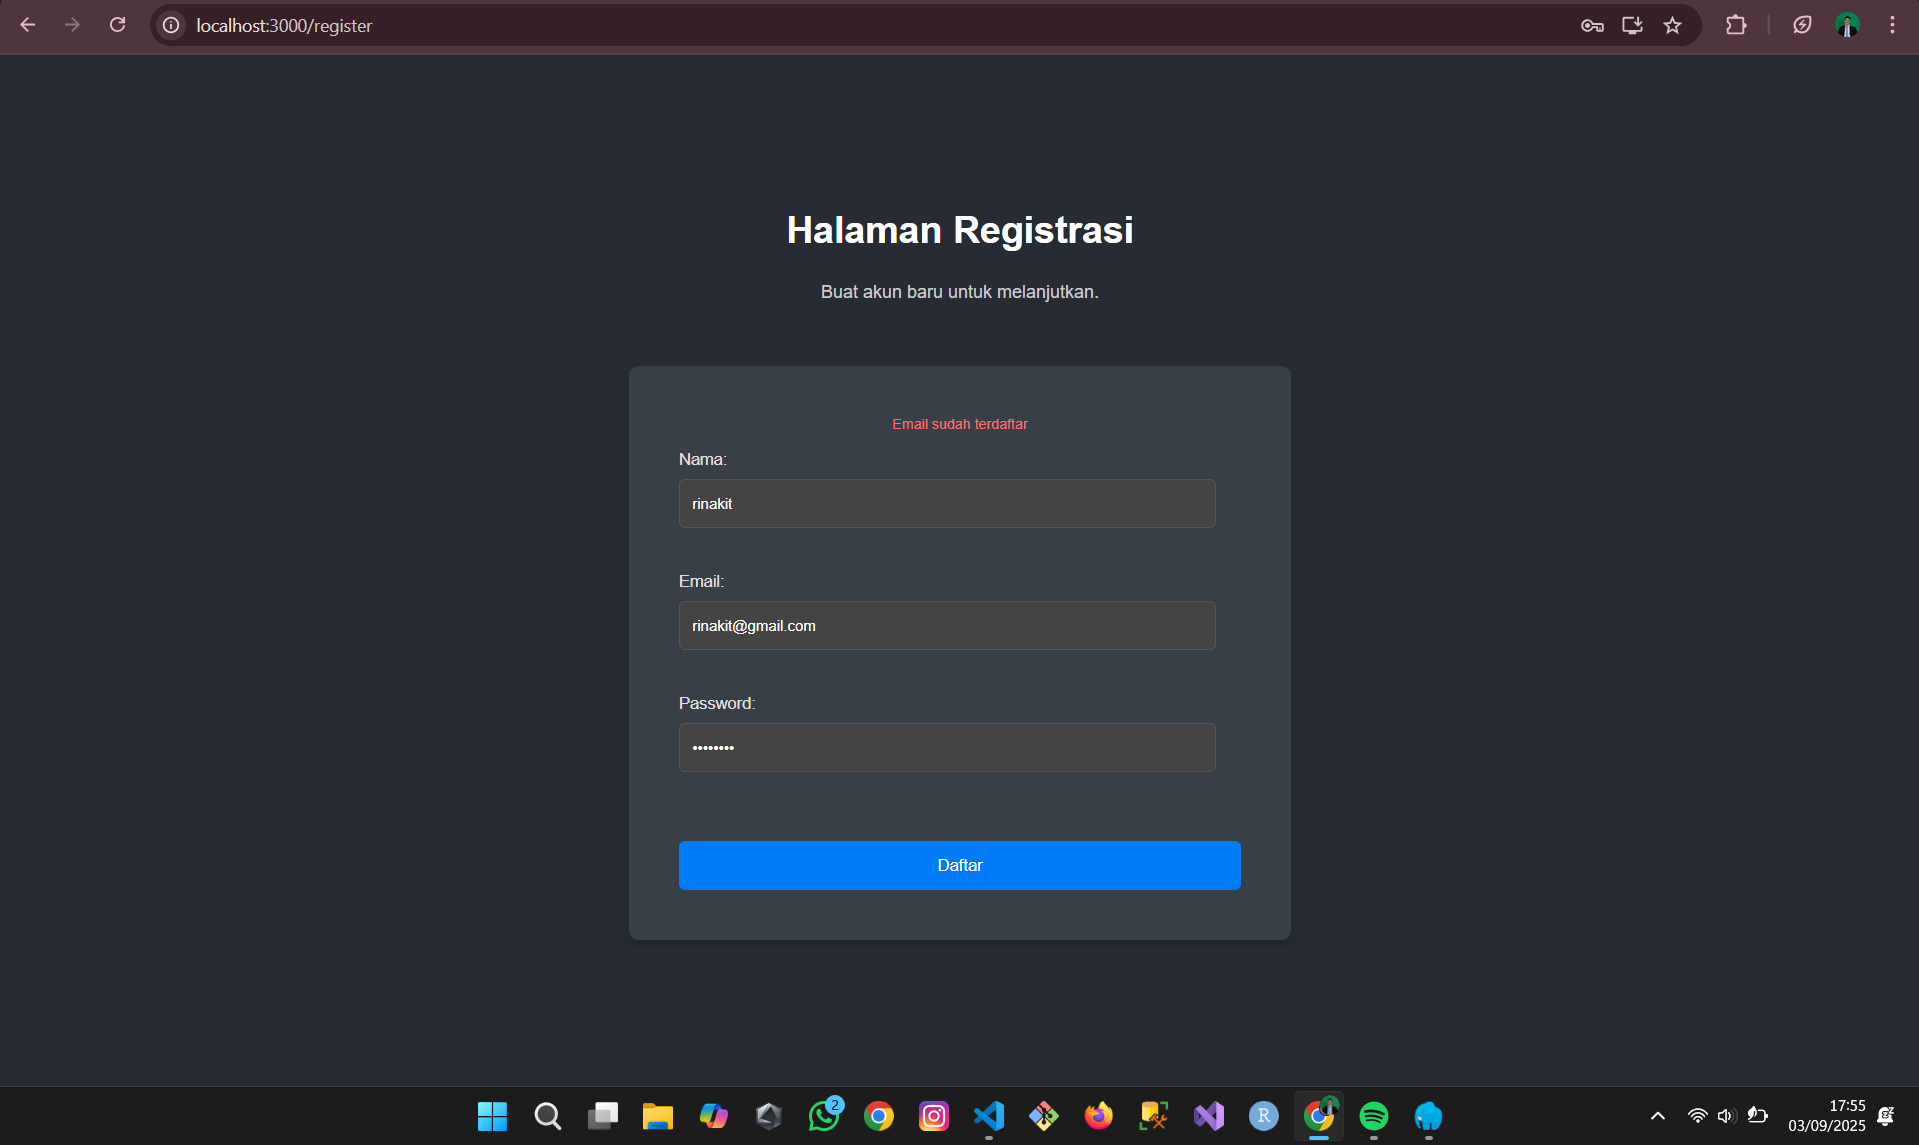 localhost:3000/register
Halaman Registrasi
Buat akun baru untuk melanjutkan.
Email sudah terdaftar
Nama:
rinakit
Email:
rinakit@gmail.com
Password:
••••••••
Daftar
2
R
17:55
03/09/2025